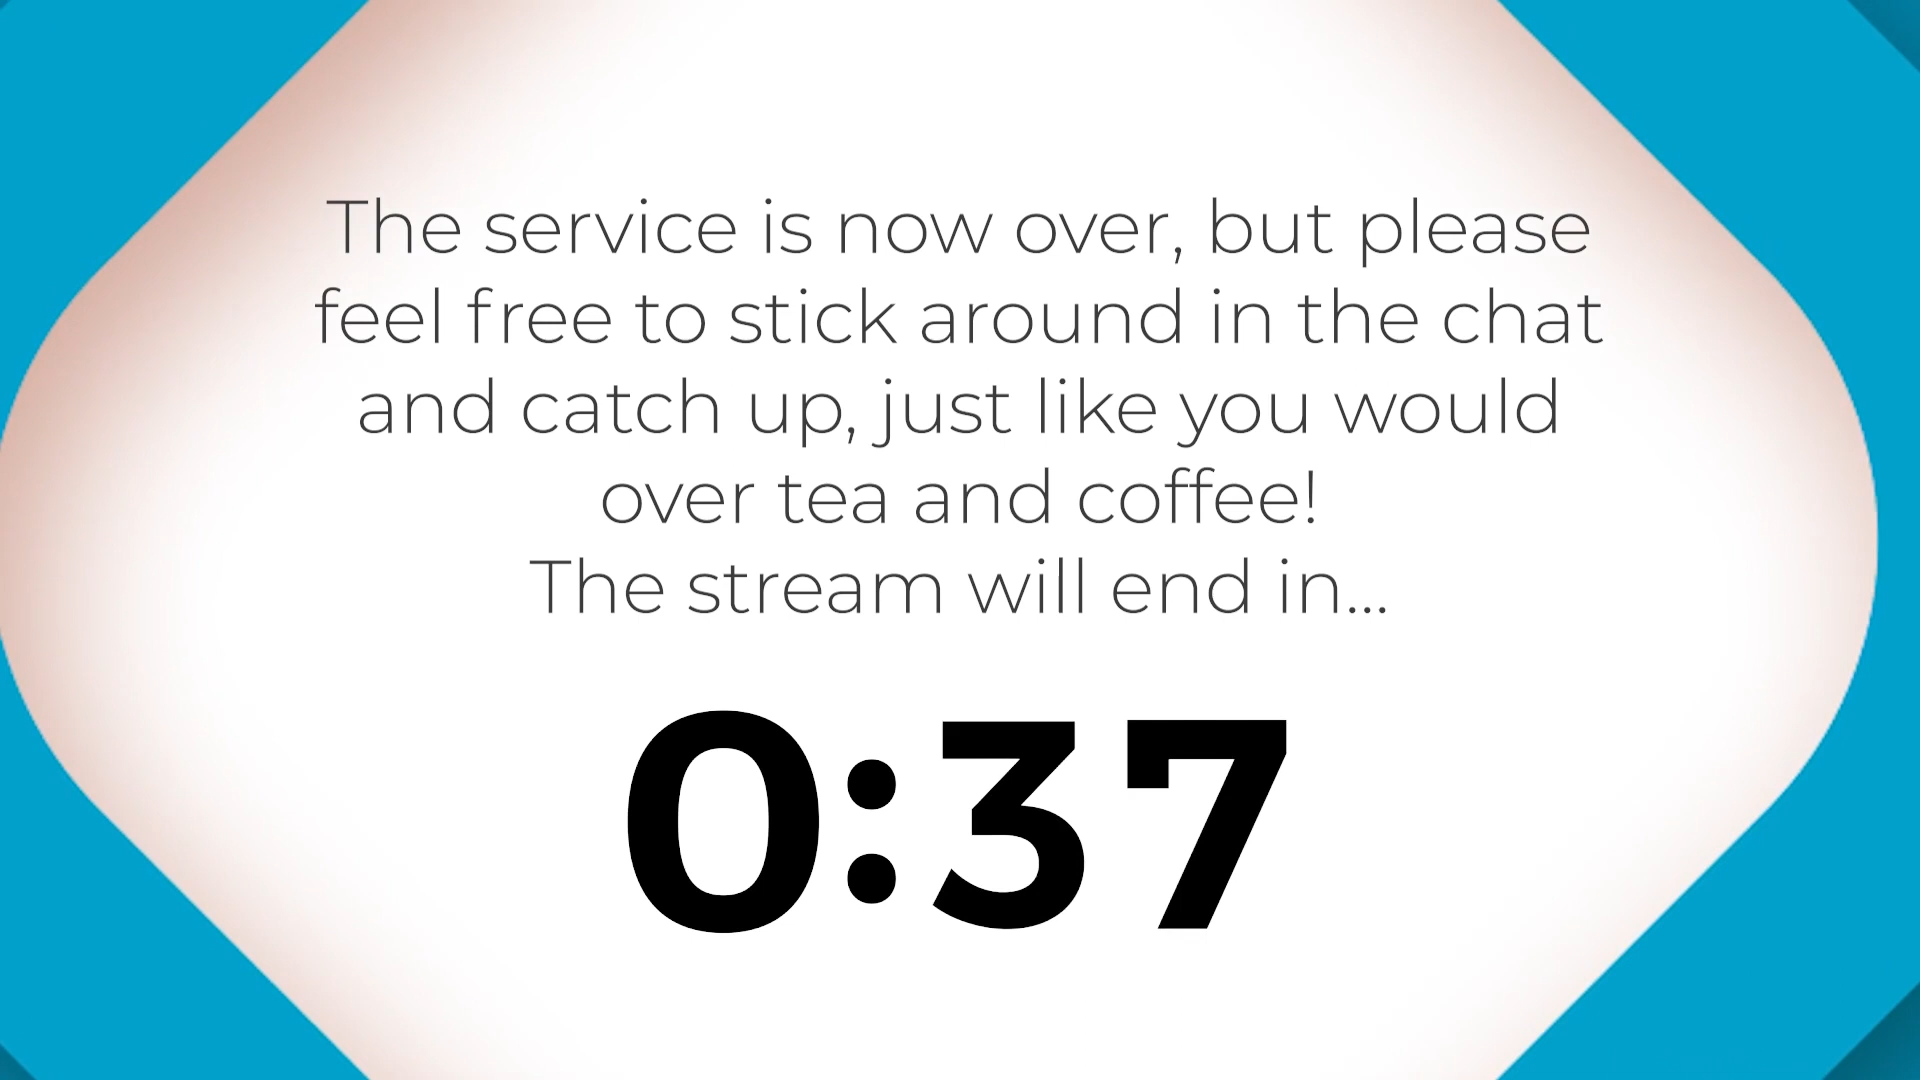 The service is now over, but please
feel free to stick around in the chat
and catch up, just like you would
over tea and coffee!
The stream will end in...
0:37